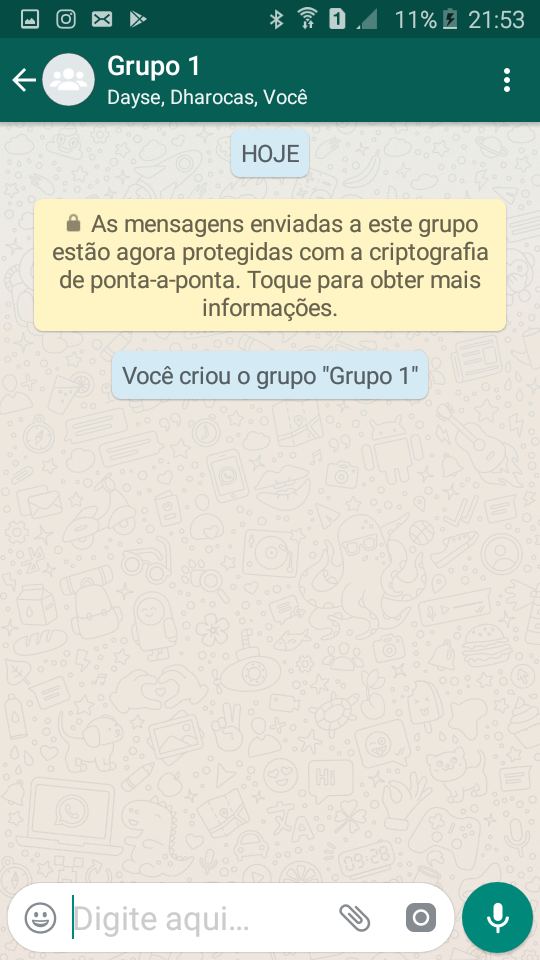 11% 21:53
Grupo 1
Dayse, Dharocas, Você
HOJE
As mensagens enviadas a este grupo
estão agora protegidas com a criptografia
de ponta-a-ponta. Toque para obter mais
informações.
Você criou o grupo "Grupo 1"
Digite aqui...